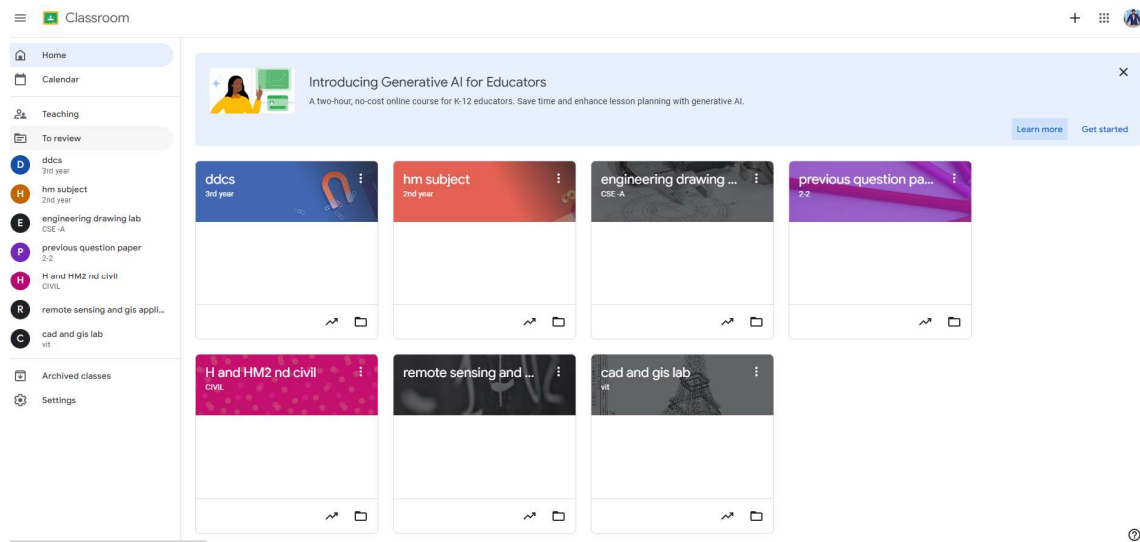 Classroom
Home
Calendar
Teaching
To review
D
ddcs
3rd year
H
hm subject
2nd year
E
engineering drawing lab
CSE -A
P
previous question paper
2-2
H
H and HM2 nd civil
CIVIL
R
remote sensing and gis appli...
C
cad and gis lab
vit
Archived classes
Settings
Introducing Generative AI for Educators
A two-hour, no-cost online course for K-12 educators. Save time and enhance lesson planning with generative AI.
Learn more Get started
ddcs
3rd year
hm subject
2nd year
engineering drawing ...
CSE -A
previous question pa...
2-2
H and HM2 nd civil
CIVIL
remote sensing and ...
cad and gis lab
vit